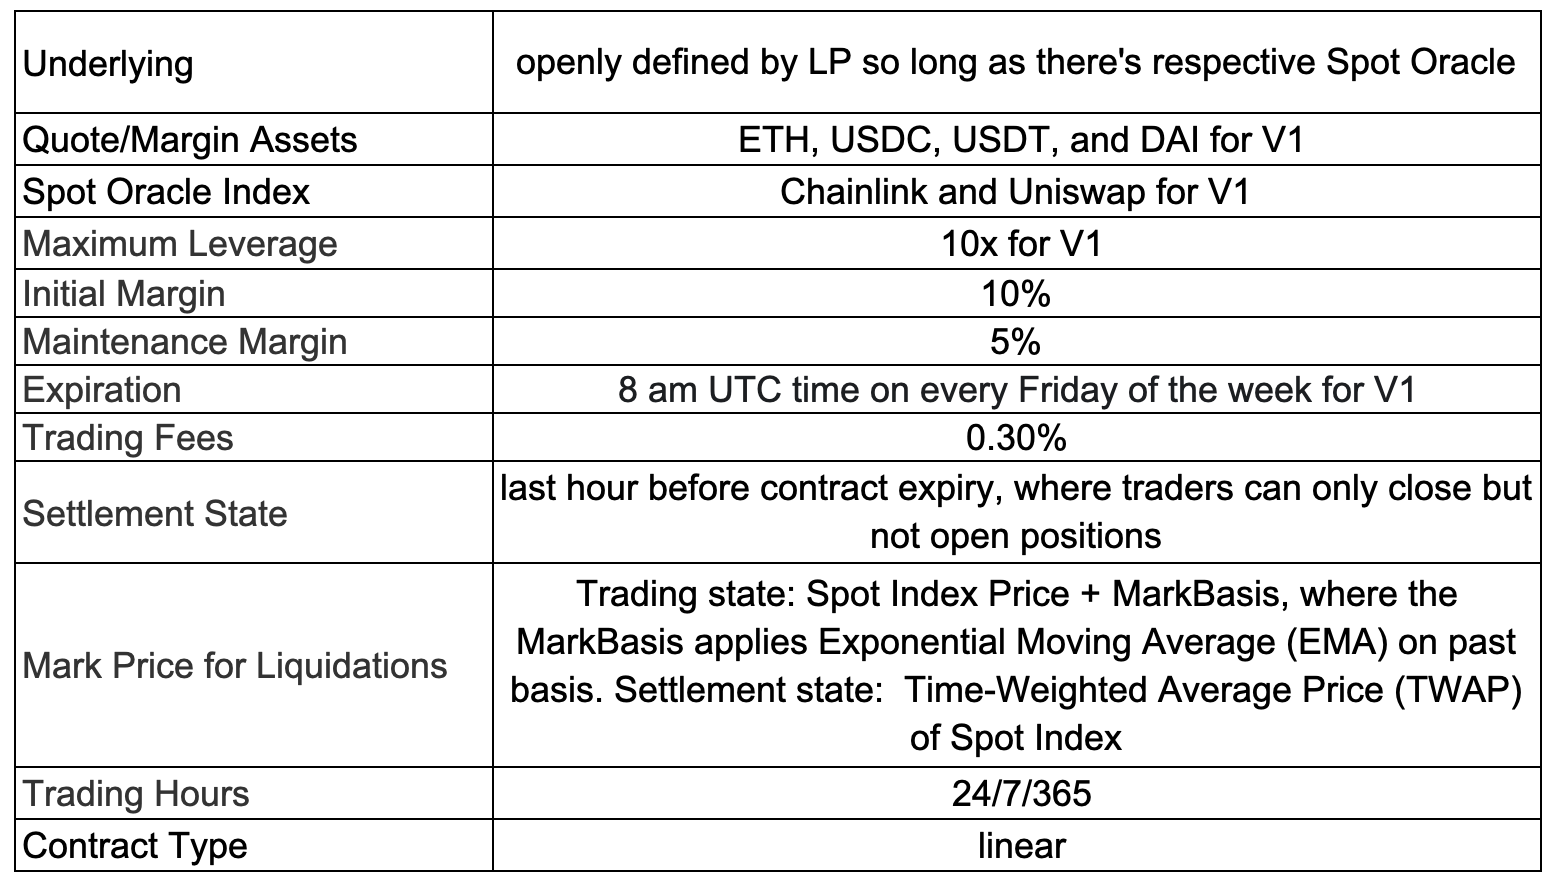 Underlying
openly defined by LP so long as there's respective Spot Oracle
Quote/Margin Assets
ETH, USDC, USDT, and DAI for V1
Spot Oracle Index
Chainlink and Uniswap for V1
Maximum Leverage
10x for V1
Initial Margin
10%
Maintenance Margin
5%
Expiration
8 am UTC time on every Friday of the week for V1
Trading Fees
0.30%
Settlement State
last hour before contract expiry, where traders can only close but
not open positions
Mark Price for Liquidations
Trading state: Spot Index Price + MarkBasis, where the
MarkBasis applies Exponential Moving Average (EMA) on past
basis. Settlement state:  Time-Weighted Average Price (TWAP)
of Spot Index
Trading Hours
24/7/365
Contract Type
linear